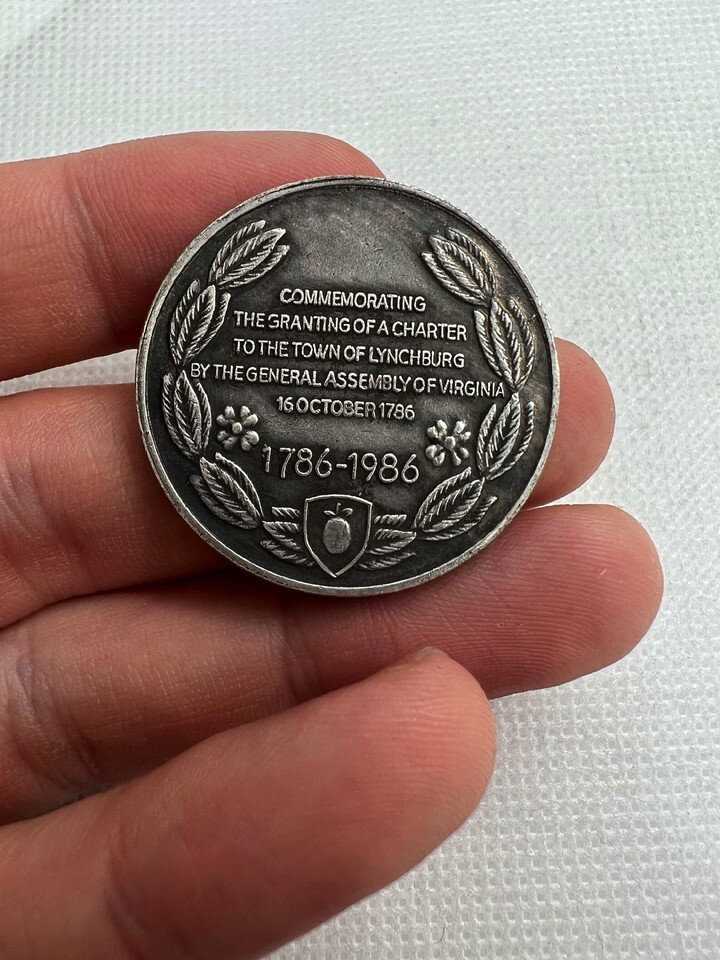 COMMEMORATING
THE GRANTING OF A CHARTER
TO THE TOWN OF LYNCHBURG
BY THE GENERAL ASSEMBLY OF VIRGINIA
16 OCTOBER 1786
1786-1986